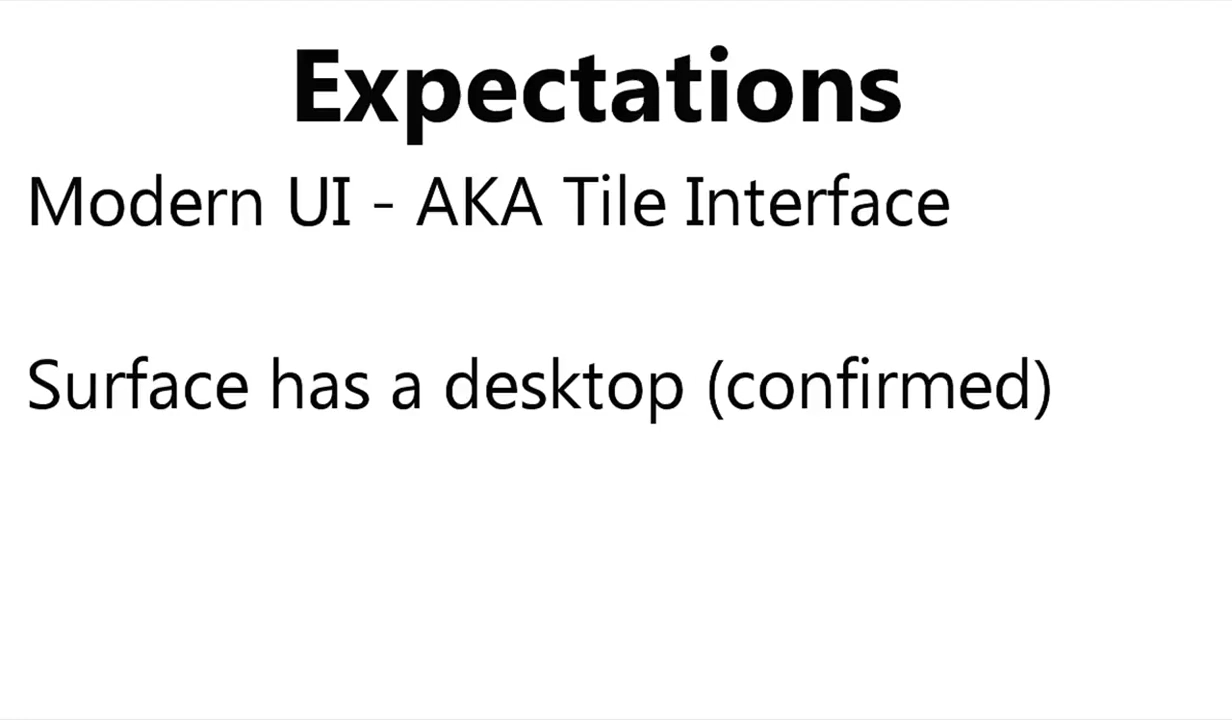 Expectations
Modern UI - AKA Tile Interface
Surface has a desktop (confirmed)